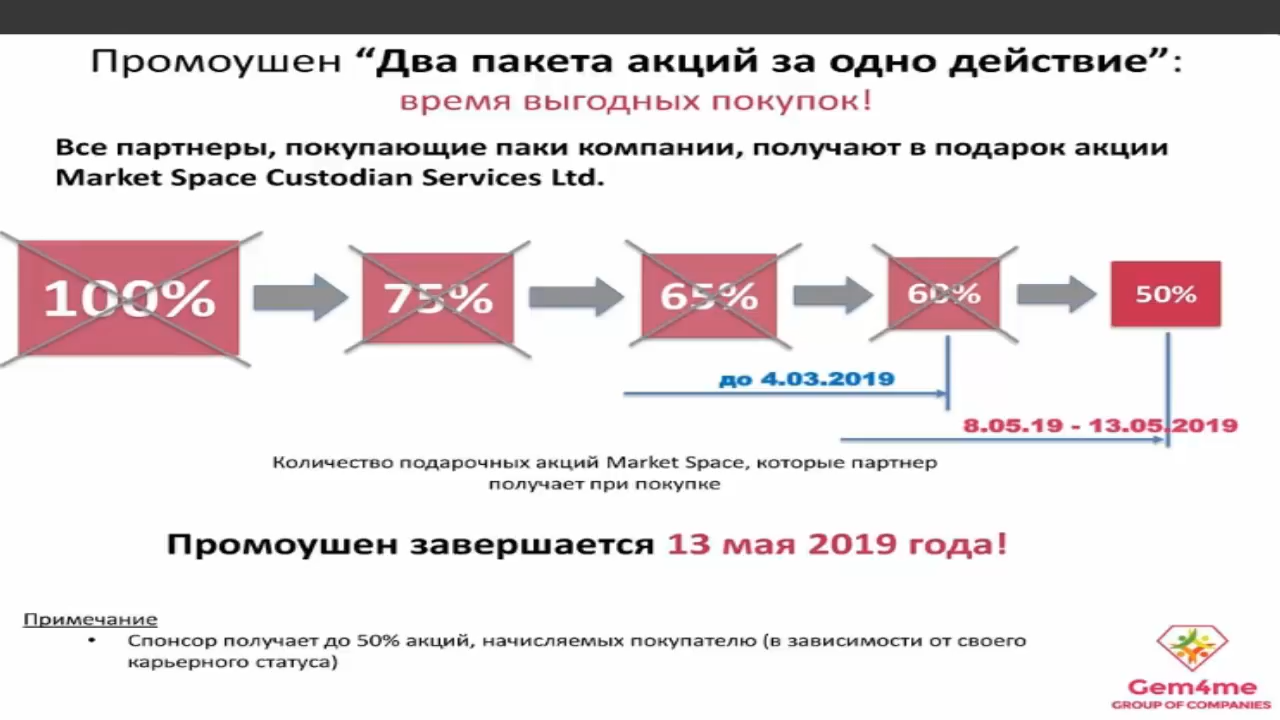 Промоушен “Два пакета акций за одно действие”:
время выгодных покупок!
Все партнеры, покупающие паки компании, получают в подарок акции
Market Space Custodian Services Ltd.
100%
75%
65%
60%
50%
до 4.03.2019
8.05.19 - 13.05.2019
Количество подарочных акций Market Space, которые партнер
получает при покупке
Промоушен завершается 13 мая 2019 года!
Примечание
• Спонсор получает до 50% акций, начисляемых покупателю (в зависимости от своего
карьерного статуса)
Gem4me
GROUP OF COMPANIES